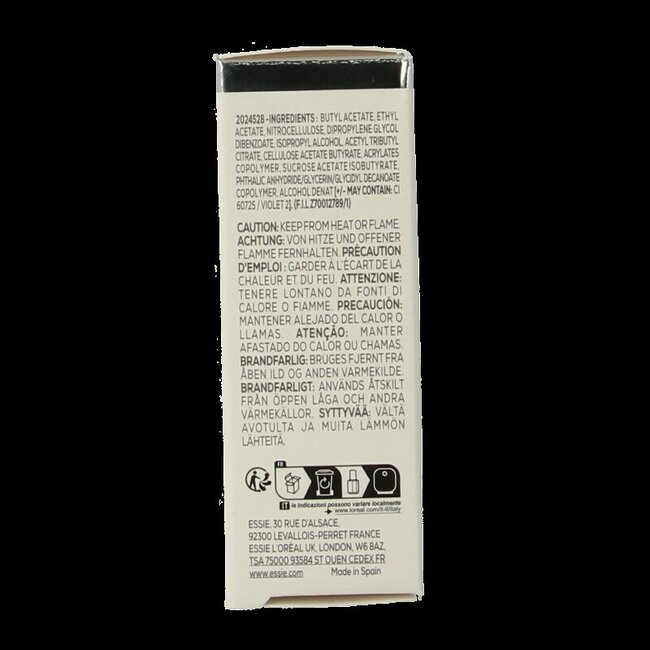 2024528 - INGREDIENTS: BUTYL ACETATE, ETHYL
ACETATE, NITROCELLULOSE, DIPROPYLENE GLYCOL
DIBENZOATE, ISOPROPYL ALCOHOL, ACETYL TRIBUTYL
CITRATE, CELLULOSE ACETATE BUTYRATE, ACRYLATES
COPOLYMER, SUCROSE ACETATE ISOBUTYRATE,
PHTHALIC ANHYDRIDE/GLYCERIN/GLYCIDYL DECANOATE
COPOLYMER, ALCOHOL DENAT [+/- MAY CONTAIN: CI
60725 / VIOLET 2]. (F.I.L Z70012789/1)
CAUTION: KEEP FROM HEAT OR FLAME.
ACHTUNG: VON HITZE UND OFFENER
FLAMME FERNHALTEN. PRÉCAUTION
D'EMPLOI : GARDER À L'ÉCART DE LA
CHALEUR ET DU FEU. ATTENZIONE:
TENERE LONTANO DA FONTI DI
CALORE O FIAMME. PRECAUCIÓN:
MANTENER ALEJADO DEL CALOR O
LLAMAS. ATENÇÃO: MANTER
AFASTADO DO CALOR OU CHAMAS.
BRANDFARLIG: BRUGES FJERNT FRA
ÅBEN ILD OG ANDEN VARMEKILDE.
BRANDFARLIGT: ANVÄNDS ÅTSKILT
FRÅN ÖPPEN LÅGA OCH ANDRA
VÄRMEKÄLLOR. SYTTYVÄÄ: VÄLTÄ
AVOTULTA JA MUITA LÄMMÖN
LÄHTEITÄ.
FR
IT le indicazioni possono variare localmente
www.loreal.com/it-it/italy
ESSIE, 30 RUE D'ALSACE,
92300 LEVALLOIS-PERRET FRANCE
ESSIE L'ORÉAL UK, LONDON, W6 8AZ,
TSA 75000 93584 ST OUEN CEDEX FR
www.essie.com Made in Spain